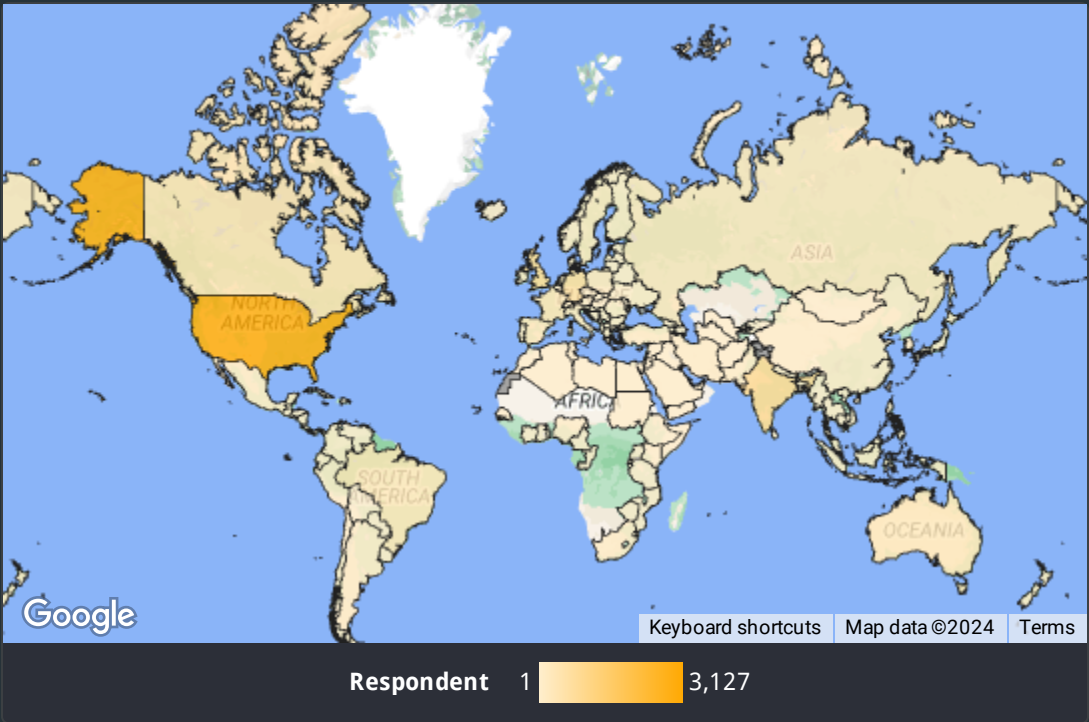 ASIA
NORTH
AMERICA
AFRICA
SOUTH
AMERICA
OCEANIA
Google
Keyboard shortcuts
Map data ©2024
Terms
Respondent 1 3,127